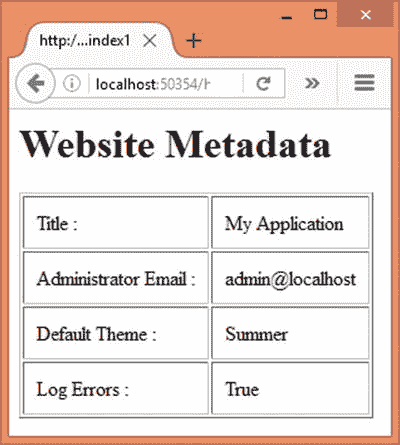 http:/...index1
localhost:50354/h
Website Metadata
Title : My Application
Administrator Email : admin@localhost
Default Theme : Summer
Log Errors : True